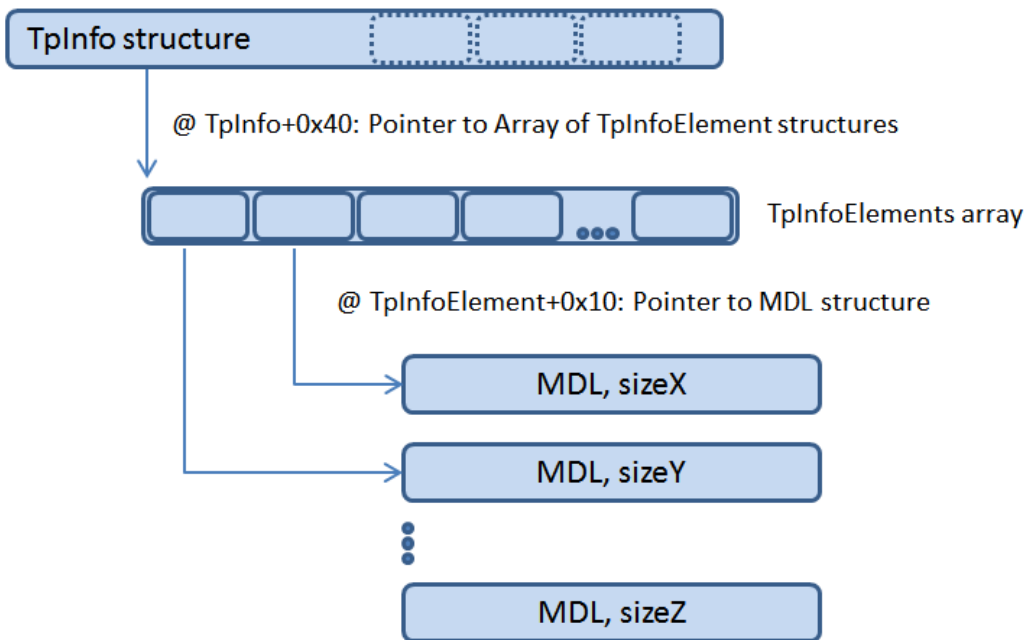 TpInfo structure
@ TpInfo+0x40: Pointer to Array of TpInfoElement structures
TpInfoElements array
@ TpInfoElement+0x10: Pointer to MDL structure
MDL, sizeX
MDL, sizeY
MDL, sizeZ